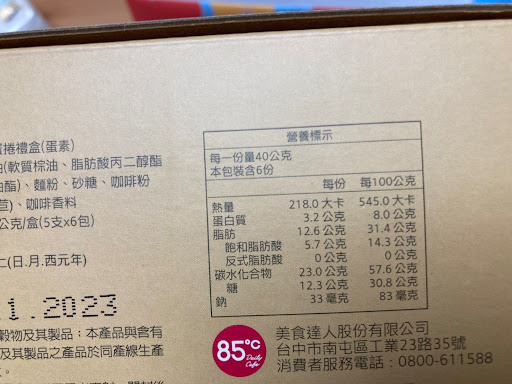 捲禮盒(蛋素)
(軟質棕油、脂肪酸丙二醇酯
油酯)、麵粉、砂糖、咖啡粉
、咖啡香料
公克/盒(5支x6包)
(日.月.西元年)
1.2023
穀物及其製品；本產品與含有
及其製品之產品於同產線生產
營養標示
每一份量40公克
本包裝含6份
每份 每100公克
熱量 218.0 大卡 545.0 大卡
蛋白質 3.2 公克 8.0 公克
脂肪 12.6 公克 31.4 公克
飽和脂肪酸 5.7 公克 14.3 公克
反式脂肪酸 0 公克 0 公克
碳水化合物 23.0 公克 57.6 公克
糖 12.3 公克 30.8 公克
鈉 33 毫克 83 毫克
85℃
Daily
Cafe
美食達人股份有限公司
台中市南屯區工業23路35號
消費者服務電話：0800-611588